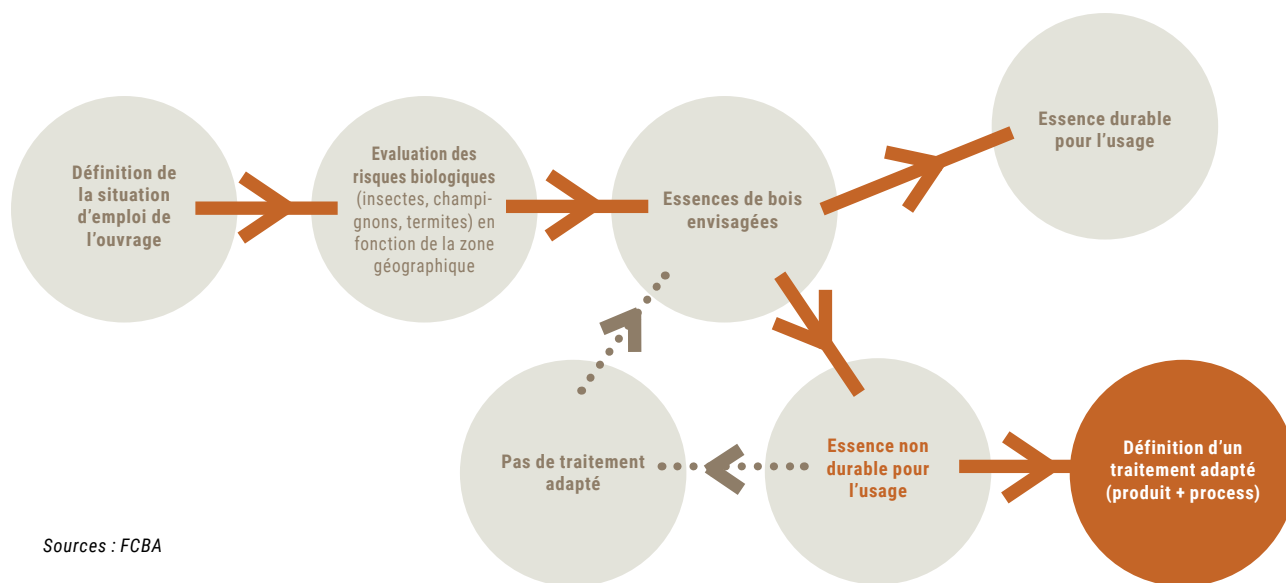 Définition de
la situation
d'emploi de
l'ouvrage
Evaluation des
risques biologiques
(insectes, champi-
gnons, termites) en
fonction de la zone
géographique
Essences de bois
envisagées
Essence durable
pour l'usage
Pas de traitement
adapté
Essence non
durable pour
l'usage
Définition d'un
traitement adapté
(produit + process)
Sources : FCBA